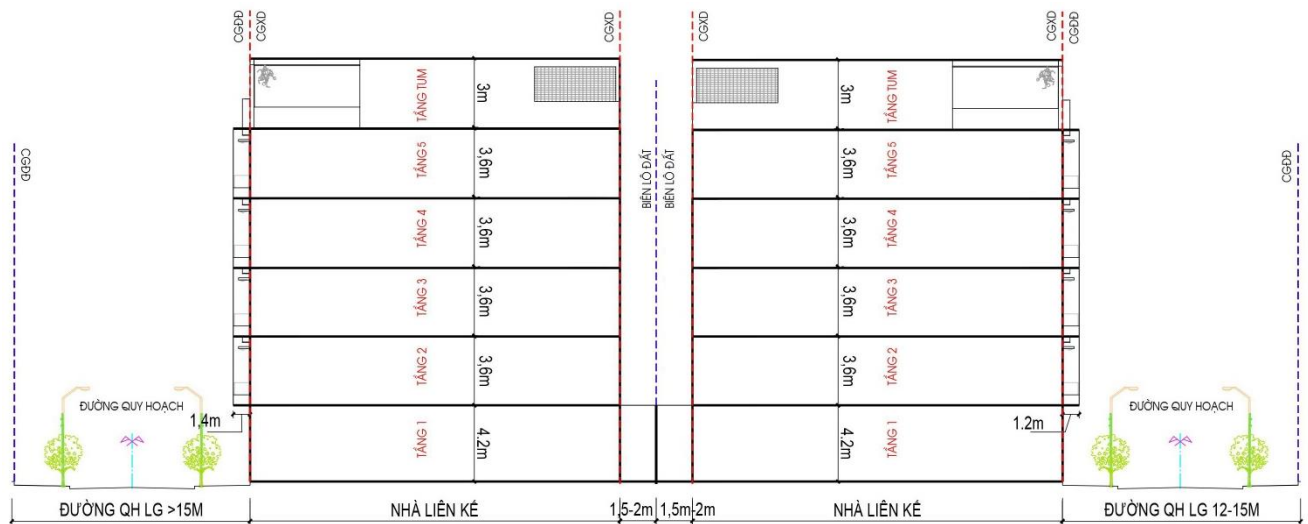 CGĐĐ
CGĐĐ
CGXD
CGXD
CGXD
CGXD
CGĐĐ
CGĐĐ
TẦNG TUM
3m
3m
TẦNG TUM
TẦNG 5
3,6m
BIÊN LÔ ĐẤT
BIÊN LÔ ĐẤT
3,6m
TẦNG 5
TẦNG 4
3,6m
3,6m
TẦNG 4
TẦNG 3
3,6m
3,6m
TẦNG 3
TẦNG 2
3,6m
3,6m
TẦNG 2
ĐƯỜNG QUY HOẠCH
1,4m
1.2m
ĐƯỜNG QUY HOẠCH
TẦNG 1
4.2m
4.2m
TẦNG 1
ĐƯỜNG QH LG >15M
NHÀ LIÊN KẾ
1,5-2m
1,5m-2m
NHÀ LIÊN KẾ
ĐƯỜNG QH LG 12-15M